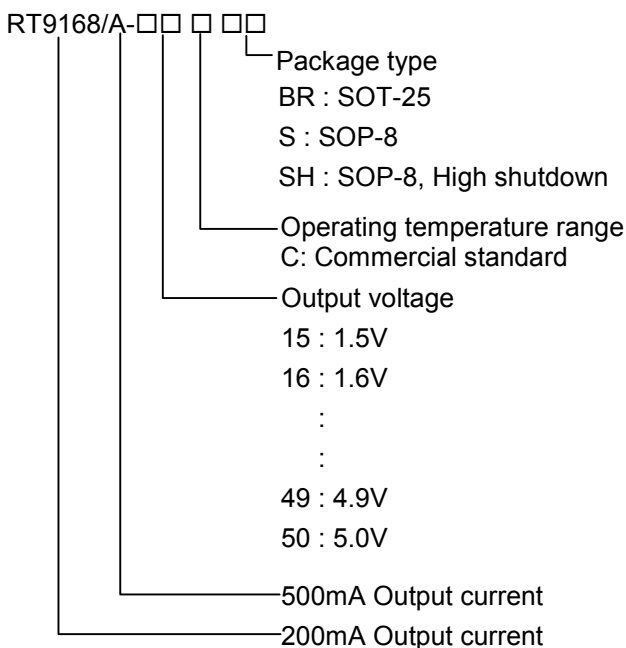 RT9168/A-□□ □ □□
Package type
BR : SOT-25
S : SOP-8
SH : SOP-8, High shutdown
Operating temperature range
C: Commercial standard
Output voltage
15 : 1.5V
16 : 1.6V
:
:
49 : 4.9V
50 : 5.0V
500mA Output current
200mA Output current